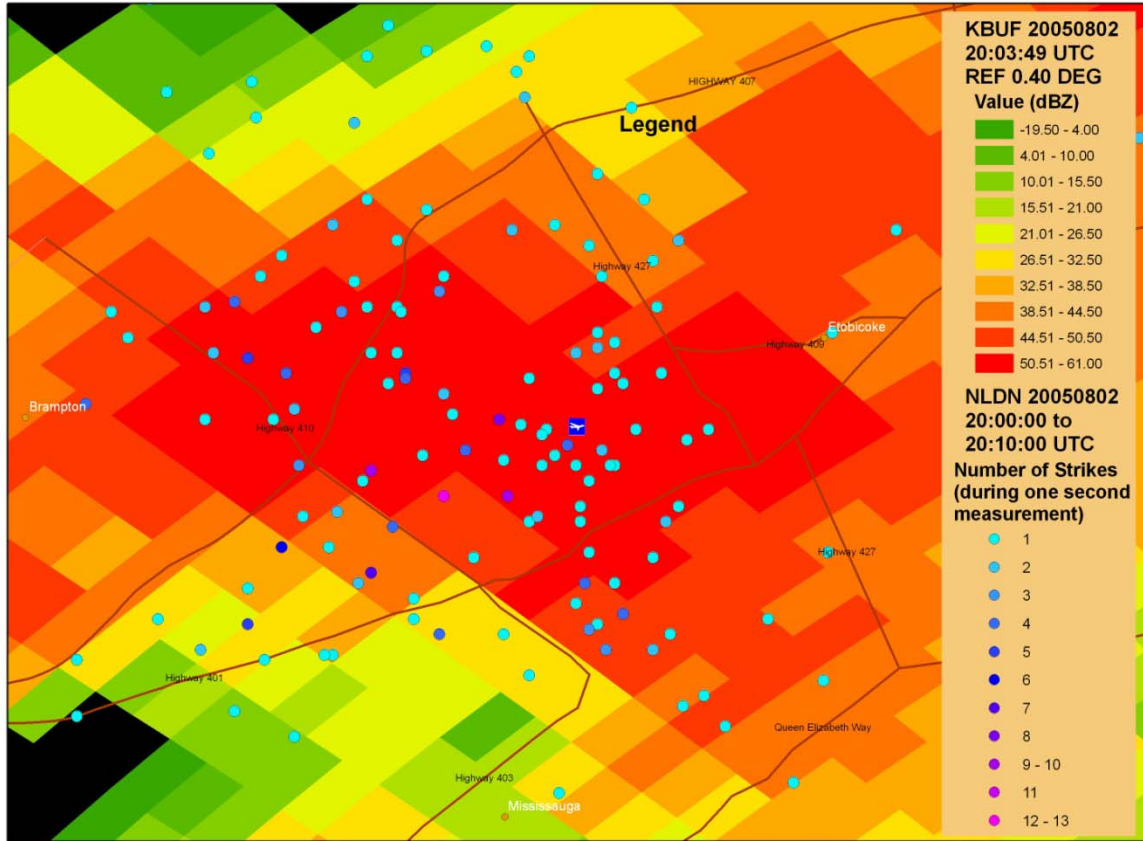 KBUF 20050802
20:03:49 UTC
REF 0.40 DEG
Value (dBZ)
-19.50 - 4.00
4.01 - 10.00
10.01 - 15.50
15.51 - 21.00
21.01 - 26.50
26.51 - 32.50
32.51 - 38.50
38.51 - 44.50
44.51 - 50.50
50.51 - 61.00
NLDN 20050802
20:00:00 to
20:10:00 UTC
Number of Strikes
(during one second
measurement)
1
2
3
4
5
6
7
8
9 - 10
11
12 - 13
HIGHWAY 407
Legend
Highway 427
Etobicoke
Highway 409
Brampton
Highway 410
Highway 427
Highway 401
Queen Elizabeth Way
Highway 403
Mississauga